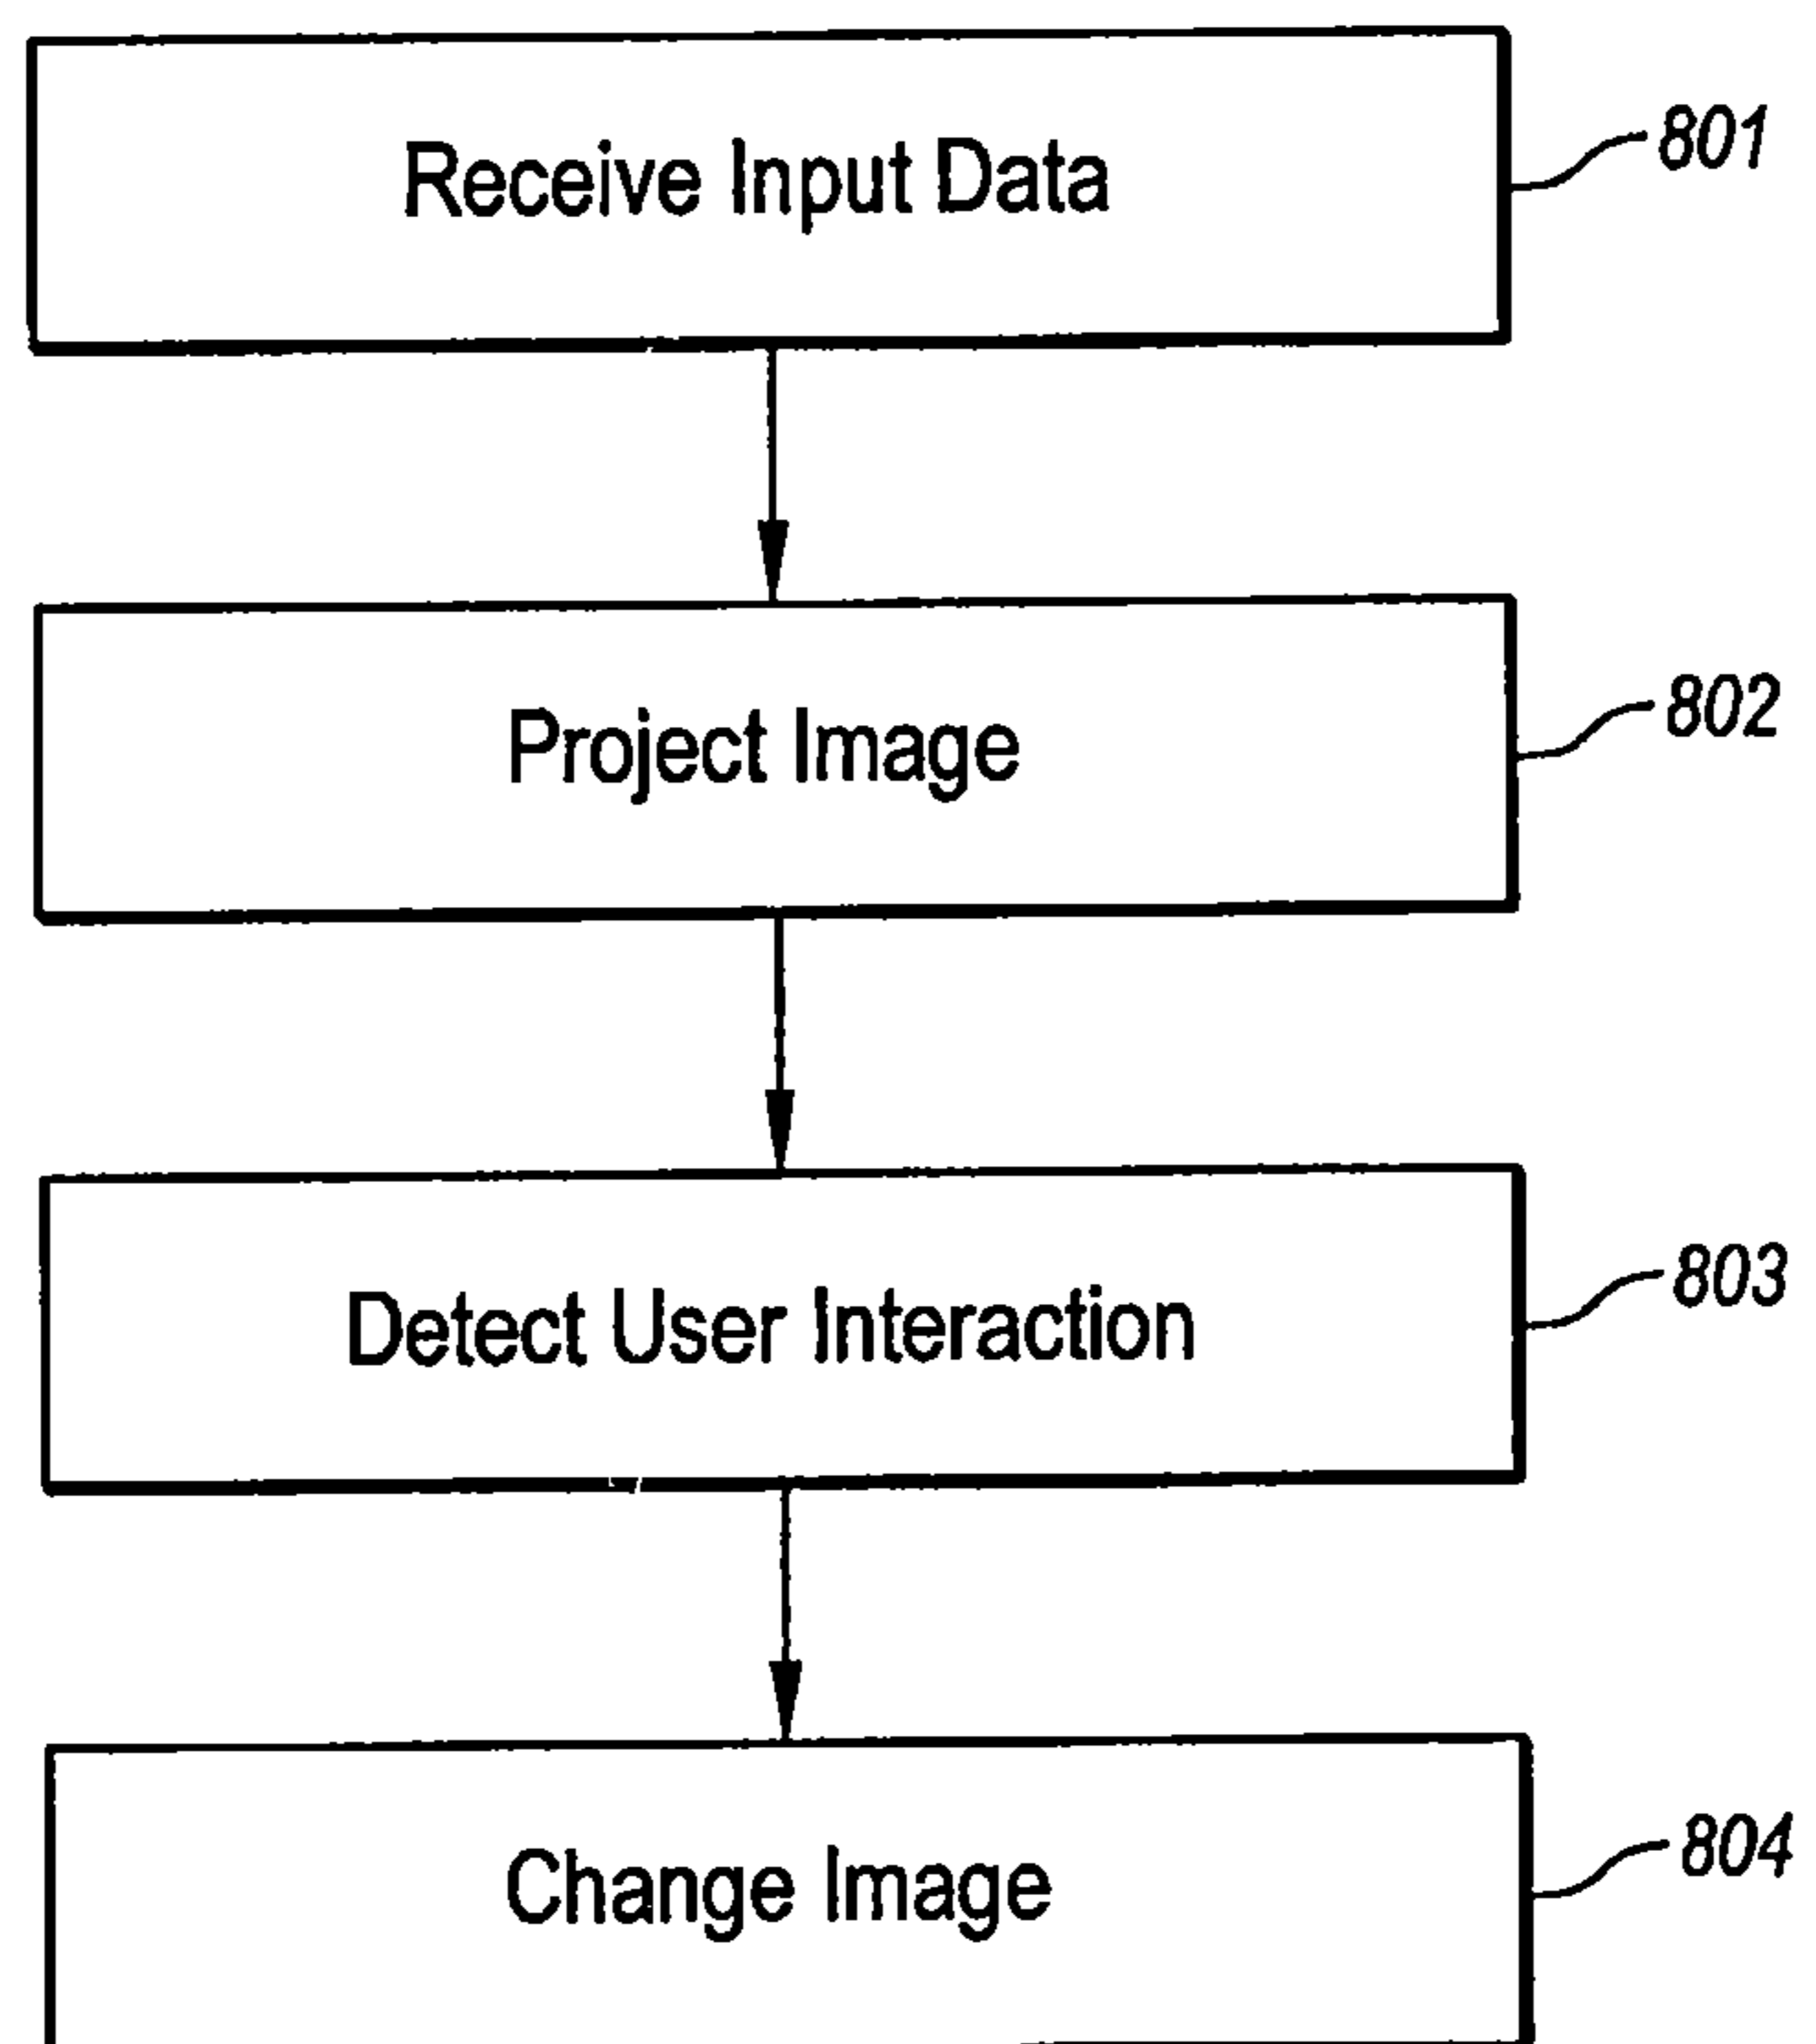 Receive Input Data
801
Project Image
802
Detect User Interaction
803
Change Image
804